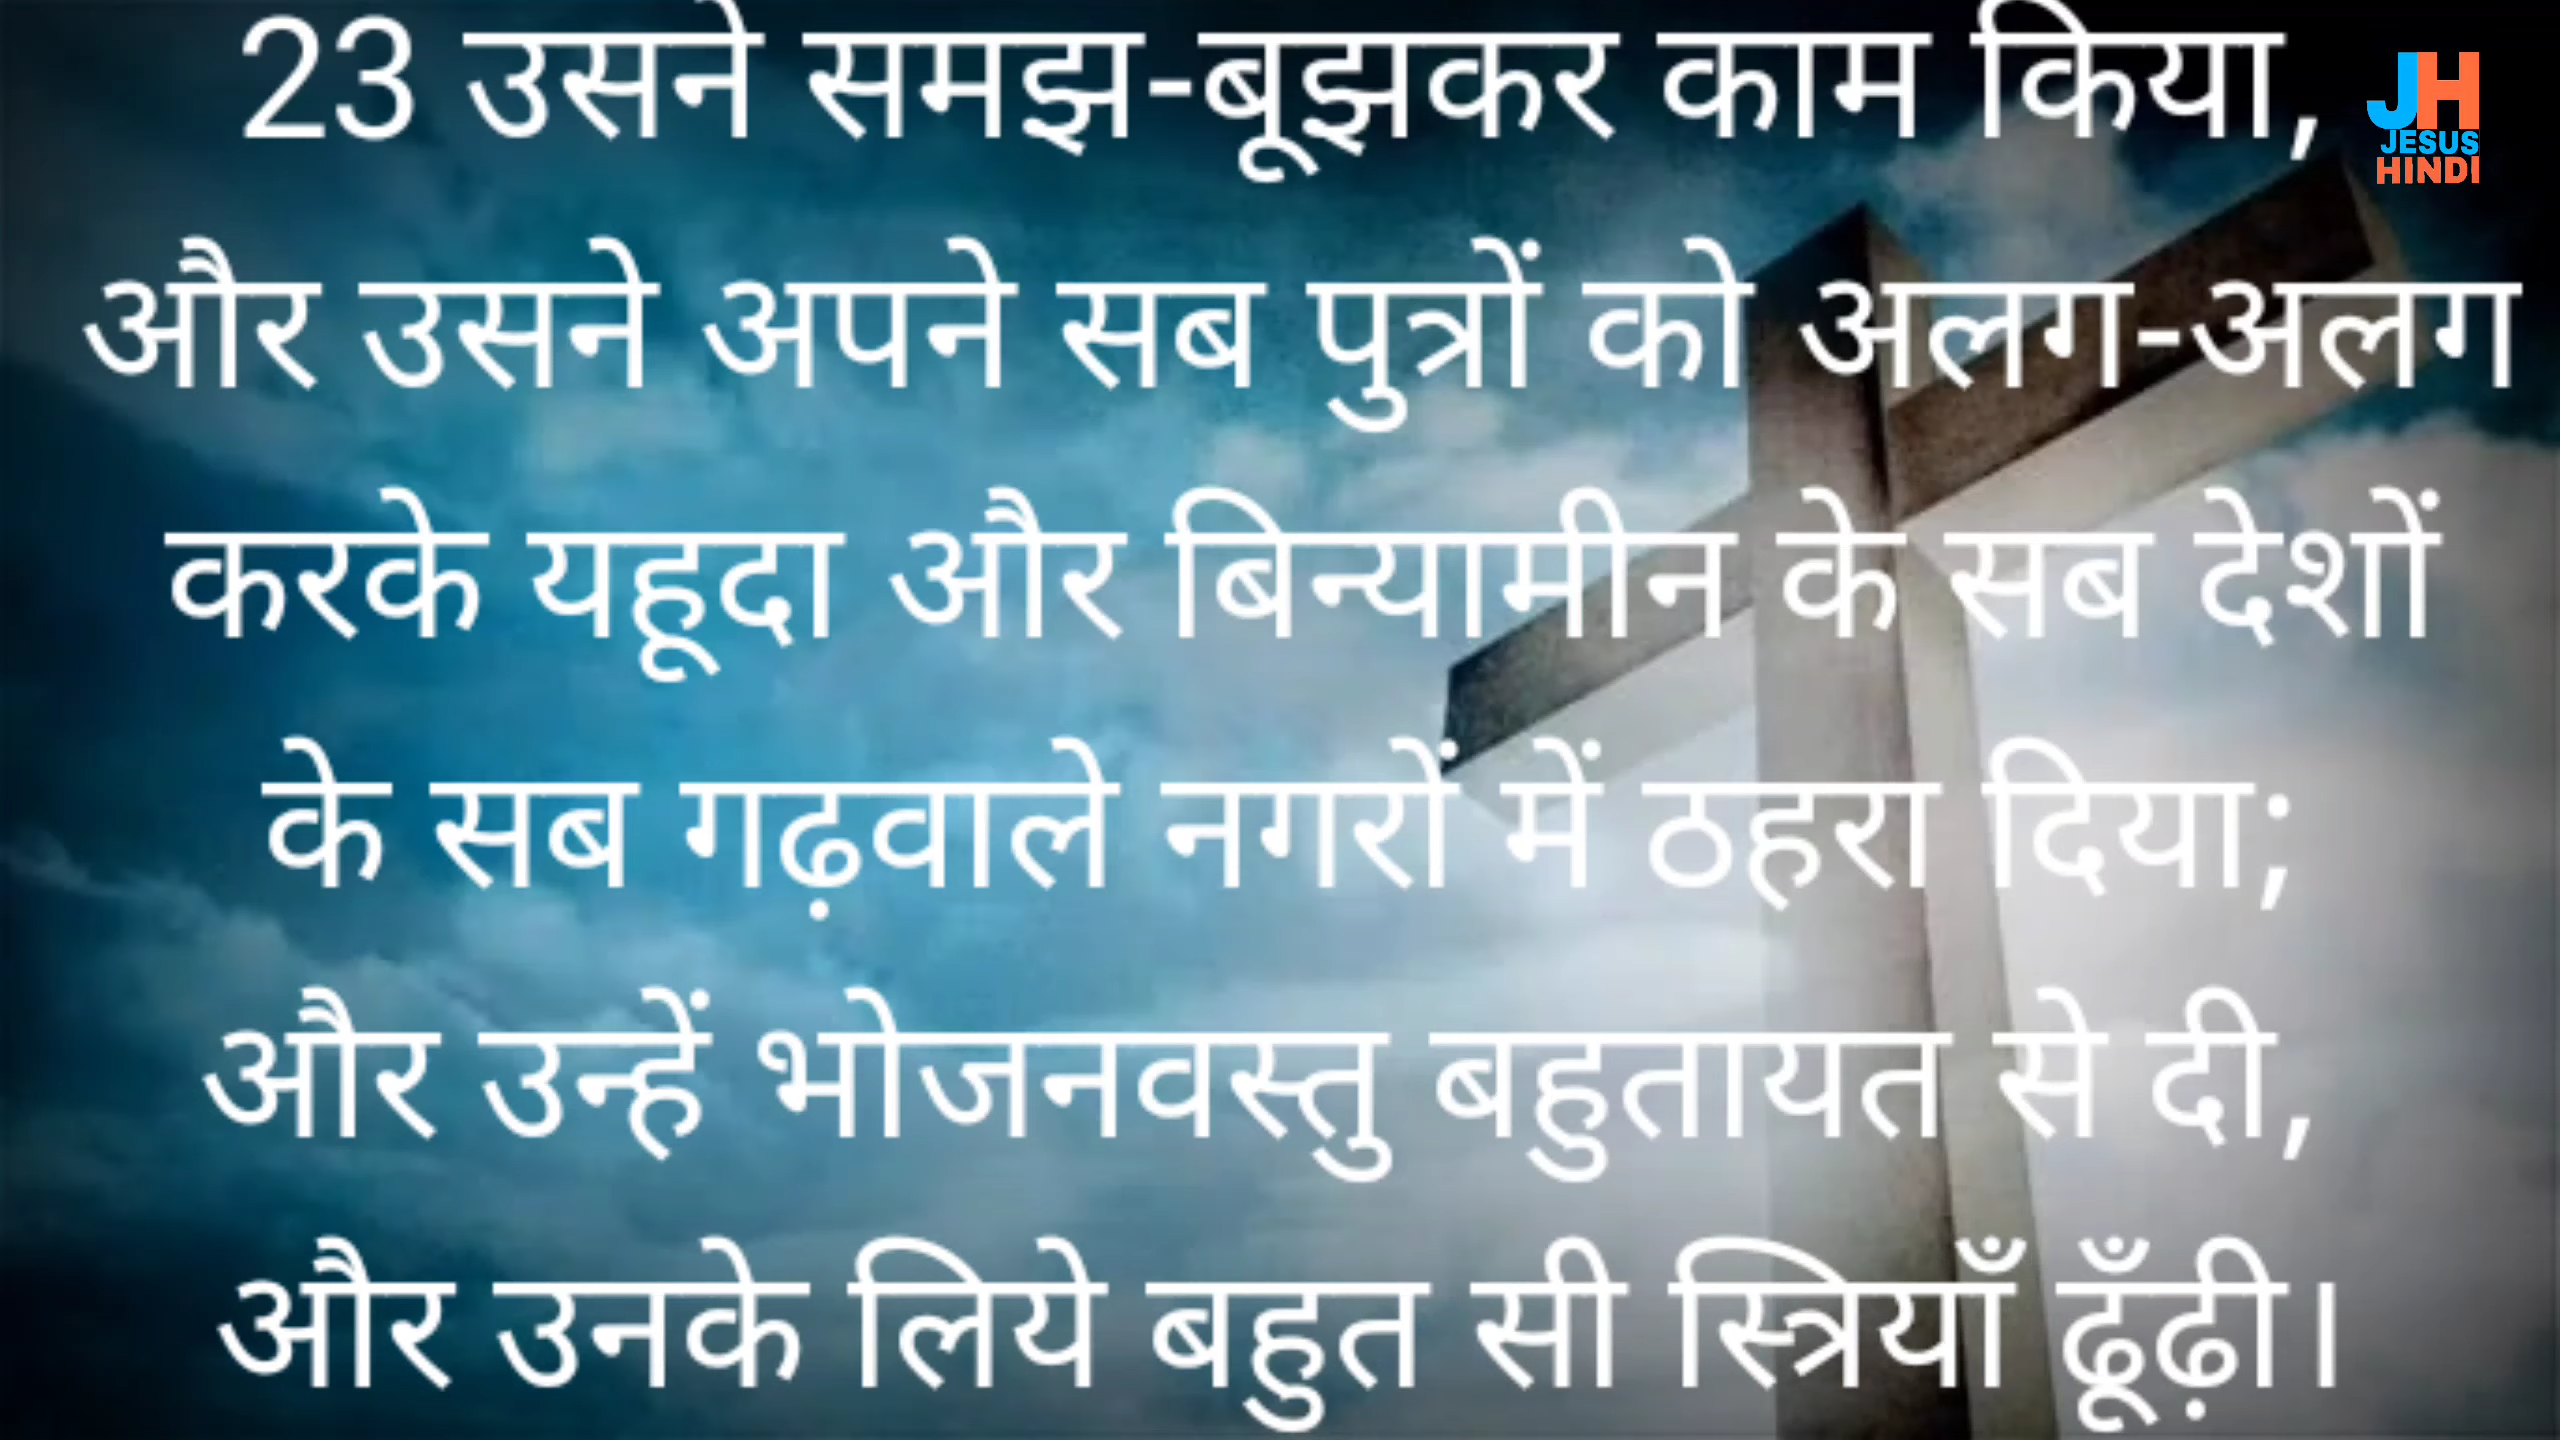 23 उसने समझ-बूझकर काम किया,
और उसने अपने सब पुत्रों को अलग-अलग
करके यहूदा और बिन्यामीन के सब देशों
के सब गढ़वाले नगरों में ठहरा दिया;
और उन्हें भोजनवस्तु बहुतायत से दी,
और उनके लिये बहुत सी स्त्रियाँ ढूँढ़ी।
JH
JESUS
HINDI